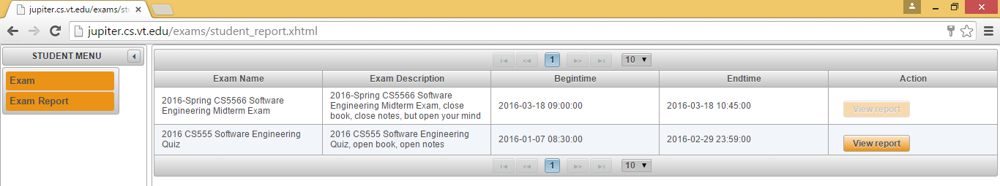 jupiter.cs.vt.edu/exams/stu
jupiter.cs.vt.edu/exams/student_report.xhtml
STUDENT MENU
Exam
Exam Report
1 10
Exam Name Exam Description Begintime Endtime Action
2016-Spring CS5566 Software
Engineering Midterm Exam
2016-Spring CS5566 Software
Engineering Midterm Exam, close
book, close notes, but open your mind
2016-03-18 09:00:00
2016-03-18 10:45:00
View report
2016 CS555 Software Engineering
Quiz
2016 CS555 Software Engineering
Quiz, open book, open notes
2016-01-07 08:30:00
2016-02-29 23:59:00
View report
1 10